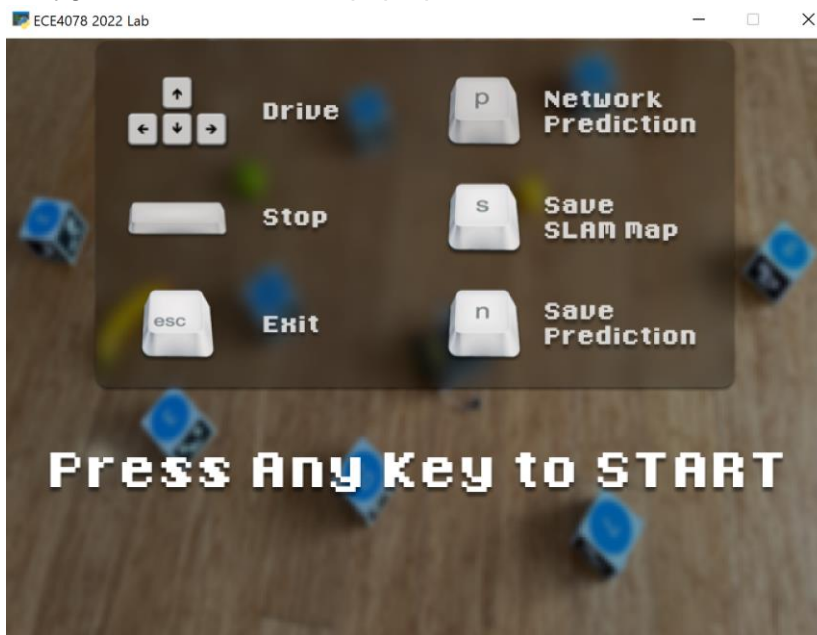 ECE4078 2022 Lab
Drive
p
Network
Prediction
Stop
s
Save
SLAM Map
esc
Exit
n
Save
Prediction
Press Any Key to START